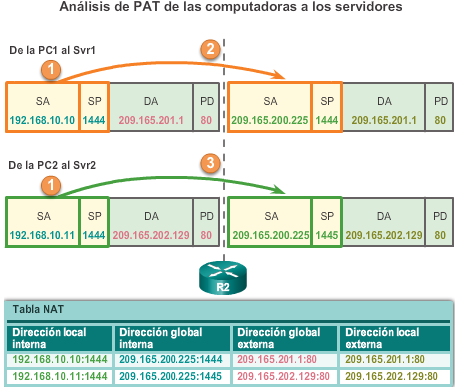 Análisis de PAT de las computadoras a los servidores
De la PC1 al Svr1
1
2
SA SP DA PD SA SP DA PD
192.168.10.10 1444 209.165.201.1 80 209.165.200.225 1444 209.165.201.1 80
De la PC2 al Svr2
1
3
SA SP DA PD SA SP DA PD
192.168.10.11 1444 209.165.202.129 80 209.165.200.225 1445 209.165.202.129 80
R2
Tabla NAT
Dirección local interna Dirección global interna Dirección global externa Dirección local externa
192.168.10.10:1444 209.165.200.225:1444 209.165.201.1:80 209.165.201.1:80
192.168.10.11:1444 209.165.200.225:1445 209.165.202.129:80 209.165.202.129:80